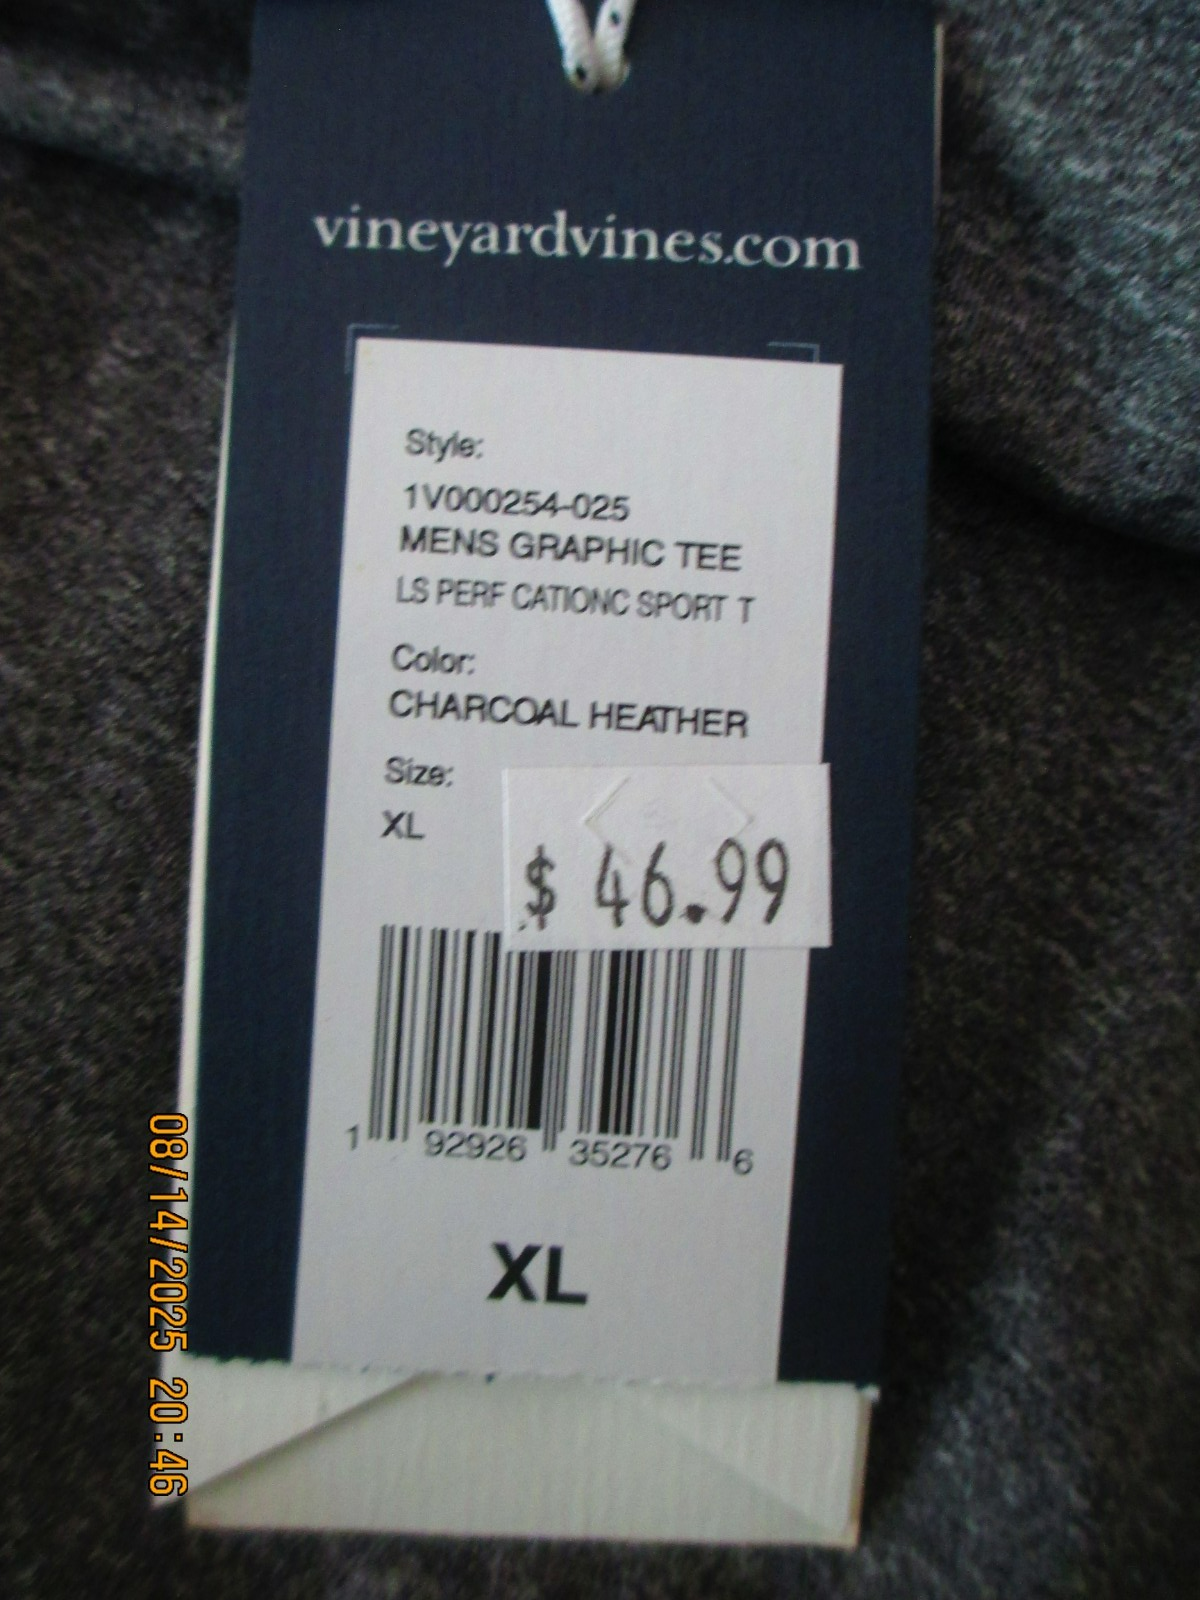 vineyardvines.com
Style:
1V000254-025
MENS GRAPHIC TEE
LS PERF CATIONC SPORT T
Color:
CHARCOAL HEATHER
Size:
XL
$ 46.99
1 92926 35276 6
XL
08/14/2025 20:46